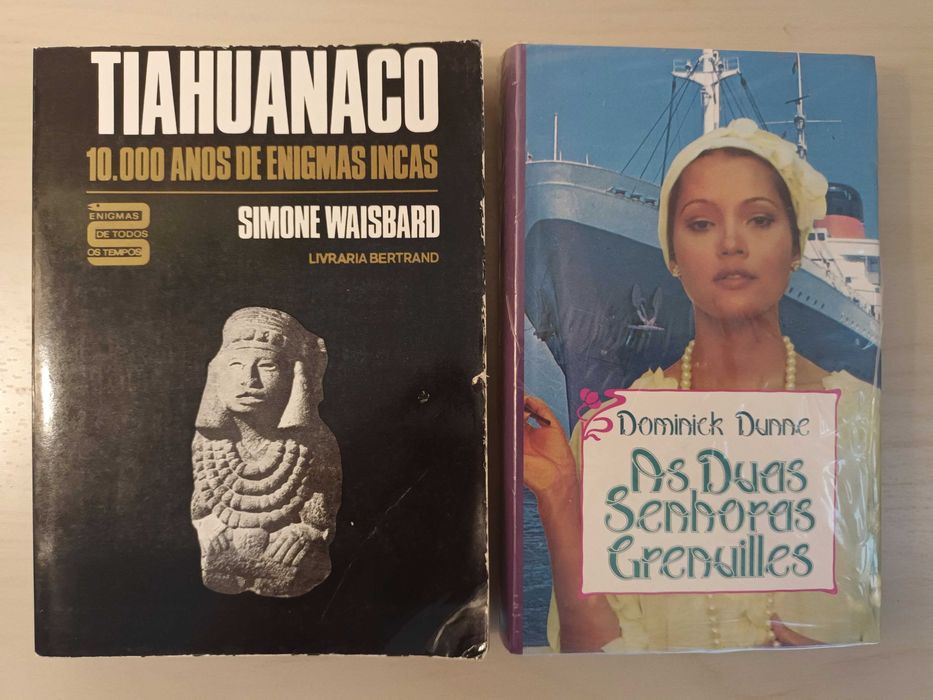 TIAHUANACO
10.000 ANOS DE ENIGMAS INCAS
ENIGMAS
DE TODOS
OS TEMPOS
SIMONE WAISBARD
LIVRARIA BERTRAND
Dominick Dunne
As Duas
Senhoras
Grenvilles